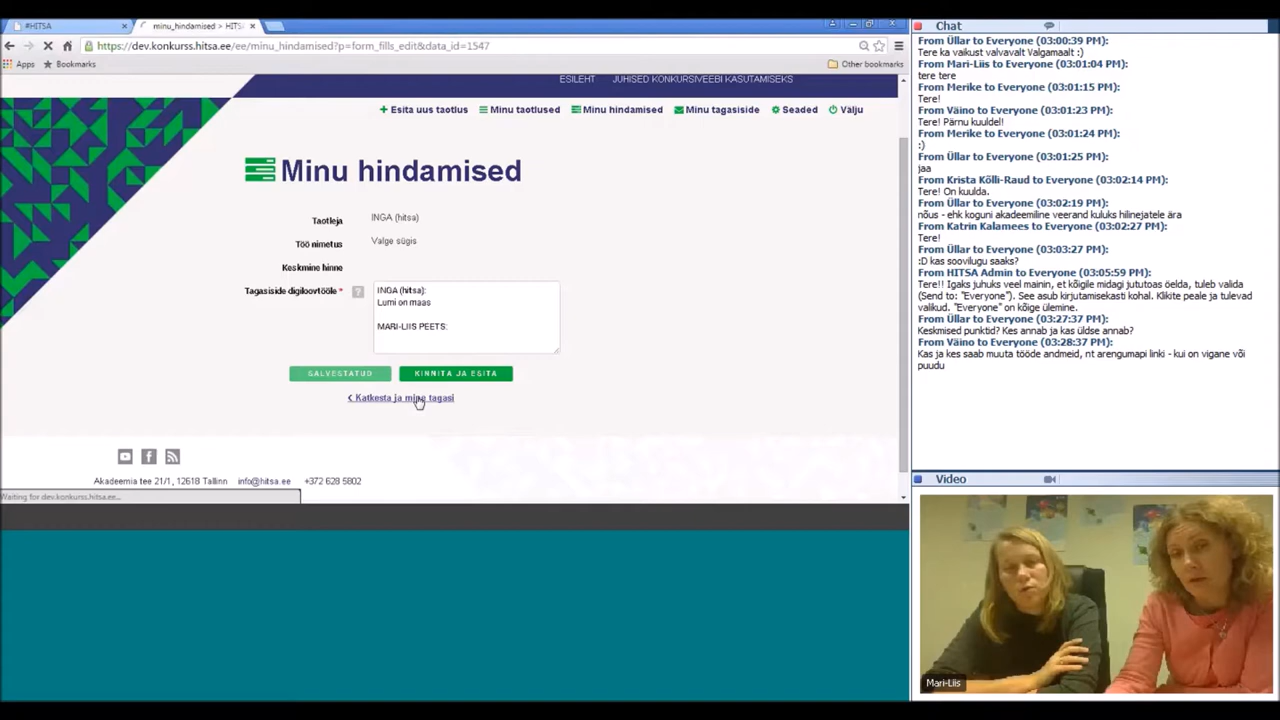 #HITSA
minu_hindamised > HITS
https://dev.konkurss.hitsa.ee/ee/minu_hindamised?p=form_fills_edit&data_id=1547
Apps
Bookmarks
Other bookmarks
ESILEHT JUHISED KONKURSIVEEBI KASUTAMISEKS
Esita uus taotlus Minu taotlused Minu hindamised Minu tagasiside Seaded Välju
Minu hindamised
Taotleja INGA (hitsa)
Töö nimetus Valge sügis
Keskmine hinne
Tagasiside digiloovtööle * ?
INGA (hitsa):
Lumi on maas
MARI-LIIS PEETS:
SALVESTATUD KINNITA JA ESITA
< Katkesta ja mine tagasi
Akadeemia tee 21/1, 12618 Tallinn info@hitsa.ee +372 628 5802
Waiting for dev.konkurss.hitsa.ee...
Chat
From Üllar to Everyone (03:00:39 PM):
Tere ka vaikust valvavalt Valgamaalt :)
From Mari-Liis to Everyone (03:01:04 PM):
tere tere
From Merike to Everyone (03:01:15 PM):
Tere!
From Väino to Everyone (03:01:23 PM):
Tere! Pärnu kuuldel!
From Merike to Everyone (03:01:24 PM):
:)
From Üllar to Everyone (03:01:25 PM):
jaa
From Krista Kõlli-Raud to Everyone (03:02:14 PM):
Tere! On kuulda.
From Üllar to Everyone (03:02:19 PM):
nõus - ehk koguni akadeemiline veerand kuluks hilinejatele ära
From Katrin Kalamees to Everyone (03:02:27 PM):
Tere!
From Üllar to Everyone (03:03:27 PM):
:D kas soovilugu saaks?
From HITSA Admin to Everyone (03:05:59 PM):
Tere!! Igaks juhuks veel mainin, et kõigile midagi jututoas öelda, tuleb valida
(Send to: "Everyone"). See asub kirjutamisekasti kohal. Klikite peale ja tulevad
valikud. "Everyone" on kõige ülemine.
From Üllar to Everyone (03:27:37 PM):
Keskmised punktid? Kes annab ja kas üldse annab?
From Väino to Everyone (03:28:37 PM):
Kas ja kes saab muuta tööde andmeid, nt arengumapi linki - kui on vigane või
puudu
Video
Mari-Liis